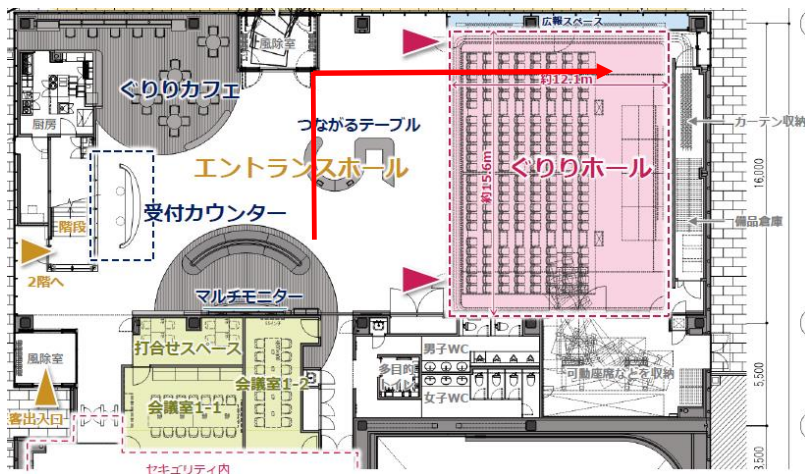 広報スペース
風除室
約12.1m
ぐりりカフェ
カーテン収納
厨房
つながるテーブル
エントランスホール
ぐりりホール
約15.6m
16,000
受付カウンター
階段
備品倉庫
2階へ
マルチモニター
打合せスペース
男子WC
風除室
会議室1-2
多目的
可動座席などを収納
5,500
会議室1-1
女子WC
客出入口
セキュリティ内
3,500